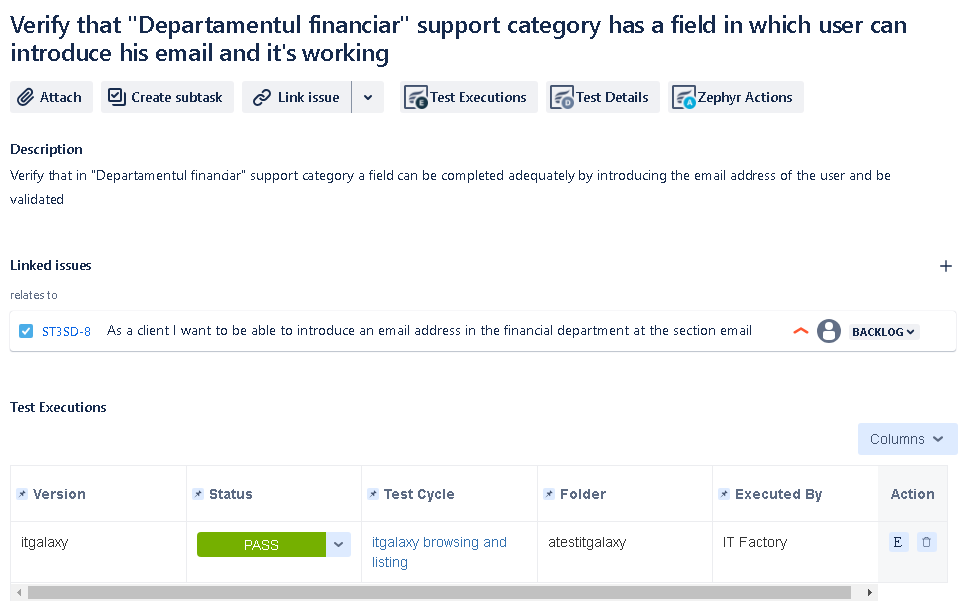 Verify that "Departamentul financiar" support category has a field in which user can
introduce his email and it's working
Attach
Create subtask
Link issue
Test Executions
Test Details
Zephyr Actions
Description
Verify that in "Departamentul financiar" support category a field can be completed adequately by introducing the email address of the user and be
validated
Linked issues
relates to
ST3SD-8 As a client I want to be able to introduce an email address in the financial department at the section email BACKLOG
Test Executions
Columns
Version Status Test Cycle Folder Executed By Action
itgalaxy PASS itgalaxy browsing and atestitgalaxy IT Factory E
listing